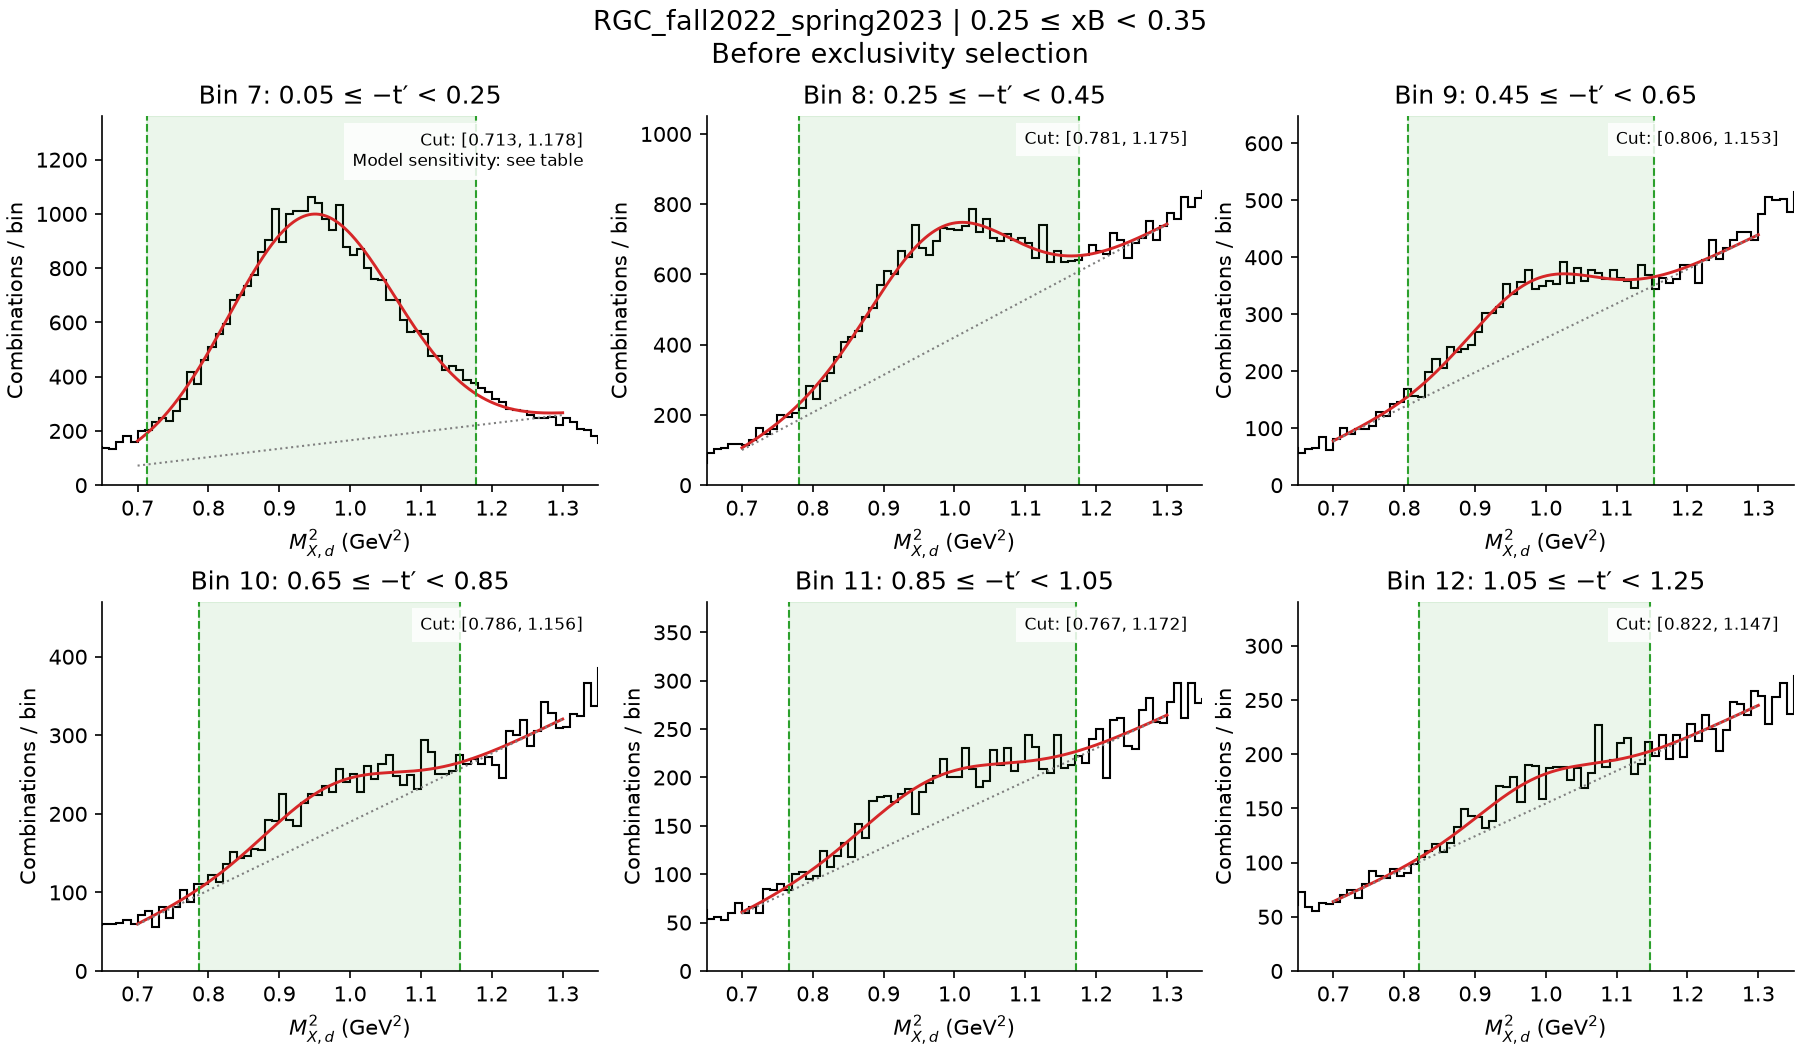 RGC_fall2022_spring2023 | 0.25 ≤ xB < 0.35
Before exclusivity selection
Bin 7: 0.05 ≤ −t′ < 0.25
Cut: [0.713, 1.178]
Model sensitivity: see table
Combinations / bin
0
200
400
600
800
1000
1200
0.7 0.8 0.9 1.0 1.1 1.2 1.3
M²X,d (GeV²)
Bin 8: 0.25 ≤ −t′ < 0.45
Cut: [0.781, 1.175]
Combinations / bin
0
200
400
600
800
1000
0.7 0.8 0.9 1.0 1.1 1.2 1.3
M²X,d (GeV²)
Bin 9: 0.45 ≤ −t′ < 0.65
Cut: [0.806, 1.153]
Combinations / bin
0
100
200
300
400
500
600
0.7 0.8 0.9 1.0 1.1 1.2 1.3
M²X,d (GeV²)
Bin 10: 0.65 ≤ −t′ < 0.85
Cut: [0.786, 1.156]
Combinations / bin
0
100
200
300
400
0.7 0.8 0.9 1.0 1.1 1.2 1.3
M²X,d (GeV²)
Bin 11: 0.85 ≤ −t′ < 1.05
Cut: [0.767, 1.172]
Combinations / bin
0
50
100
150
200
250
300
350
0.7 0.8 0.9 1.0 1.1 1.2 1.3
M²X,d (GeV²)
Bin 12: 1.05 ≤ −t′ < 1.25
Cut: [0.822, 1.147]
Combinations / bin
0
50
100
150
200
250
300
0.7 0.8 0.9 1.0 1.1 1.2 1.3
M²X,d (GeV²)